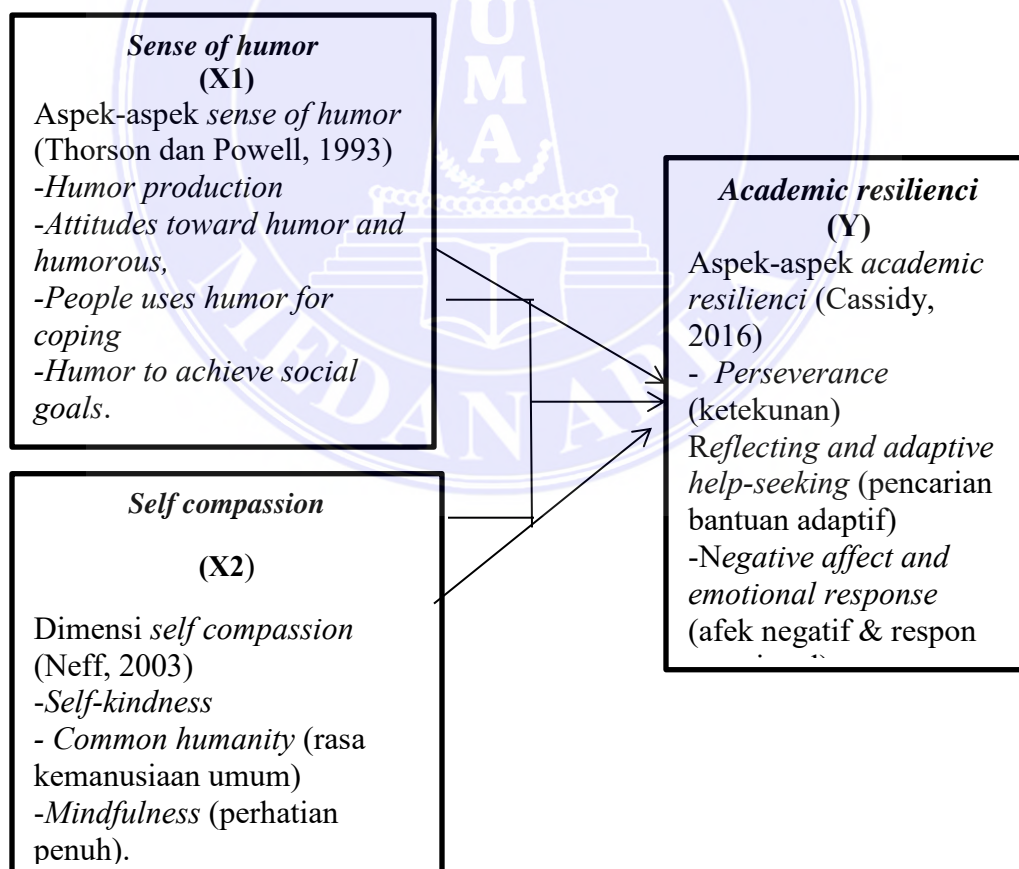 Sense of humor
(X1)
Aspek-aspek sense of humor
(Thorson dan Powell, 1993)
-Humor production
-Attitudes toward humor and
humorous,
-People uses humor for
coping
-Humor to achieve social
goals.
Self compassion
(X2)
Dimensi self compassion
(Neff, 2003)
-Self-kindness
- Common humanity (rasa
kemanusiaan umum)
-Mindfulness (perhatian
penuh).
Academic resilienci
(Y)
Aspek-aspek academic
resilienci (Cassidy,
2016)
- Perseverance
(ketekunan)
Reflecting and adaptive
help-seeking (pencarian
bantuan adaptif)
-Negative affect and
emotional response
(afek negatif & respon
UMA
MEDAN AREA